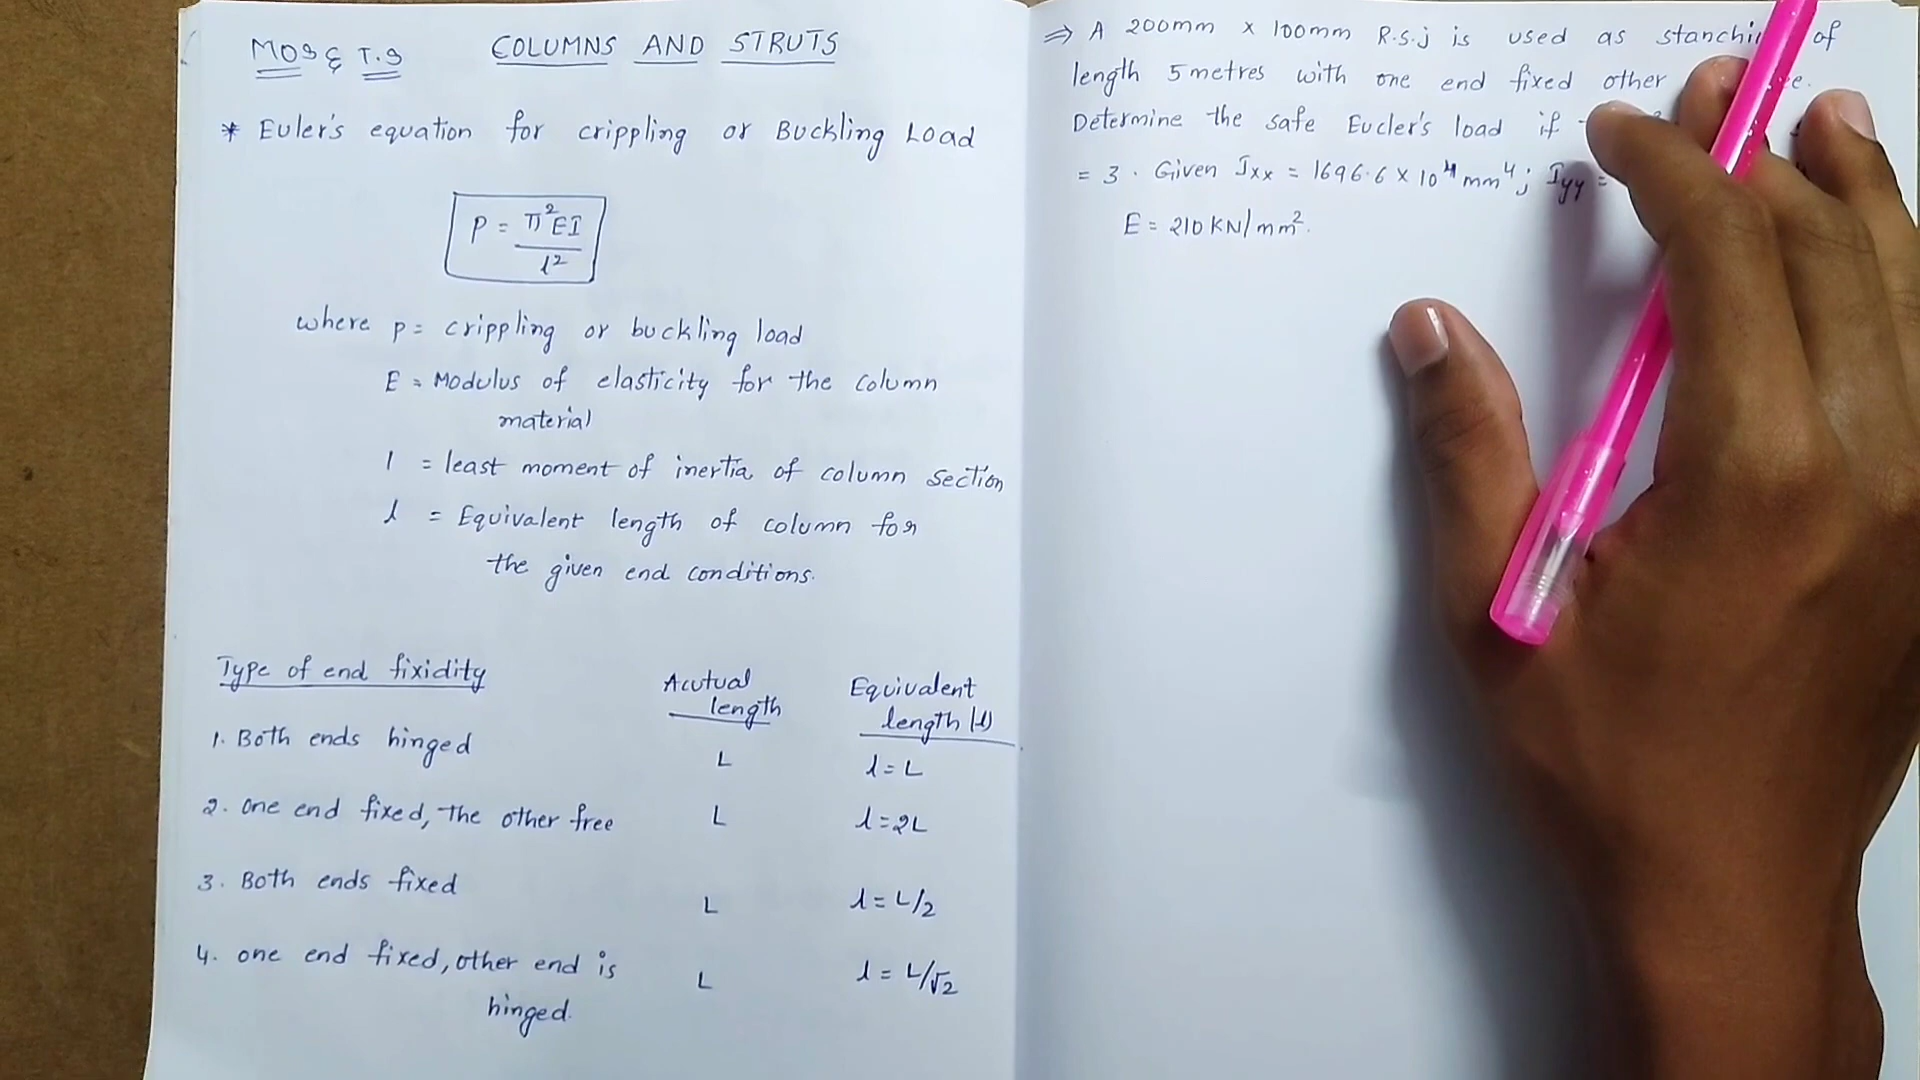 MOS & T.S
COLUMNS AND STRUTS
* Euler's equation for crippling or Buckling Load
P = π²EI / l²
where P = crippling or buckling load
E = Modulus of elasticity for the column
material
I = least moment of inertia of column section
l = Equivalent length of column for
the given end conditions.
Type of end fixidity
Acutual
length
Equivalent
length (l)
1. Both ends hinged L l = L
2. one end fixed, The other free L l = 2L
3. Both ends fixed L l = L/2
4. one end fixed, other end is L l = L/√2
hinged.
⇒ A 200mm x 100mm R.S.j is used as of
length 5 metres with one end fixed other
Determine the safe Eucler's load if
= 3. Given Ixx = 1696.6 x 10⁴ mm⁴; Iyy =
E = 210 KN/mm².